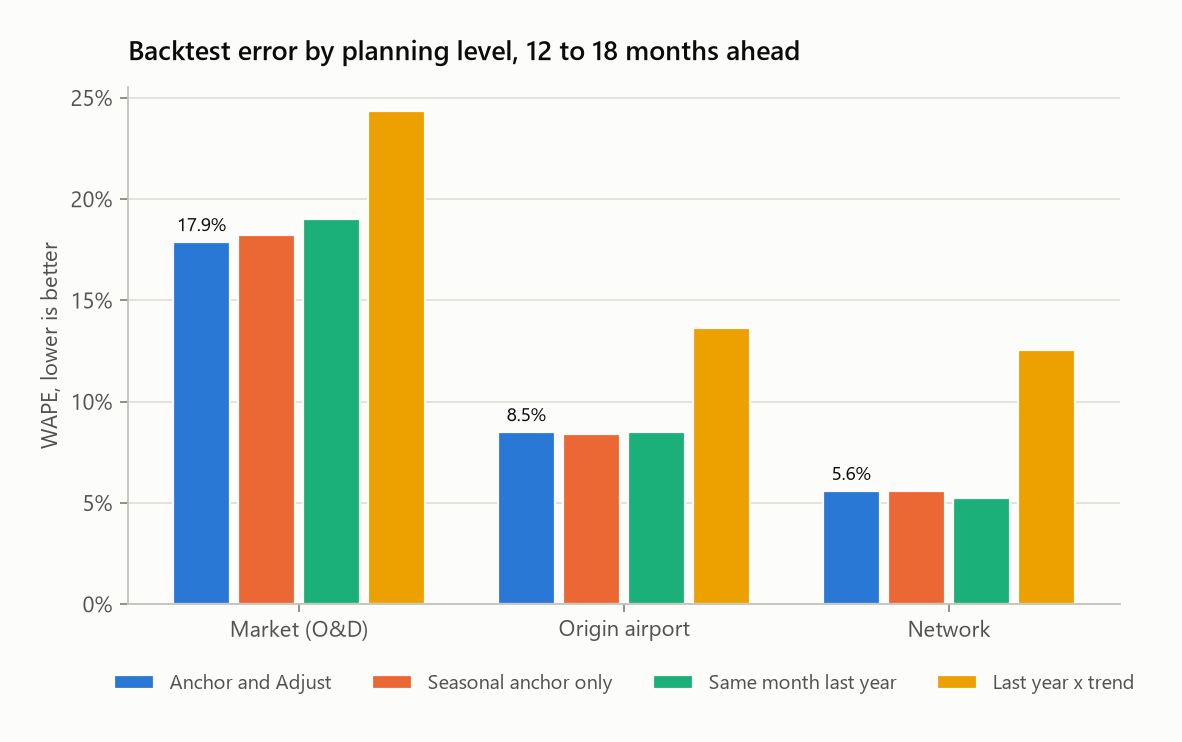 Backtest error by planning level, 12 to 18 months ahead
WAPE, lower is better
25%
20%
15%
10%
5%
0%
17.9%
8.5%
5.6%
Market (O&D)
Origin airport
Network
Anchor and Adjust
Seasonal anchor only
Same month last year
Last year x trend